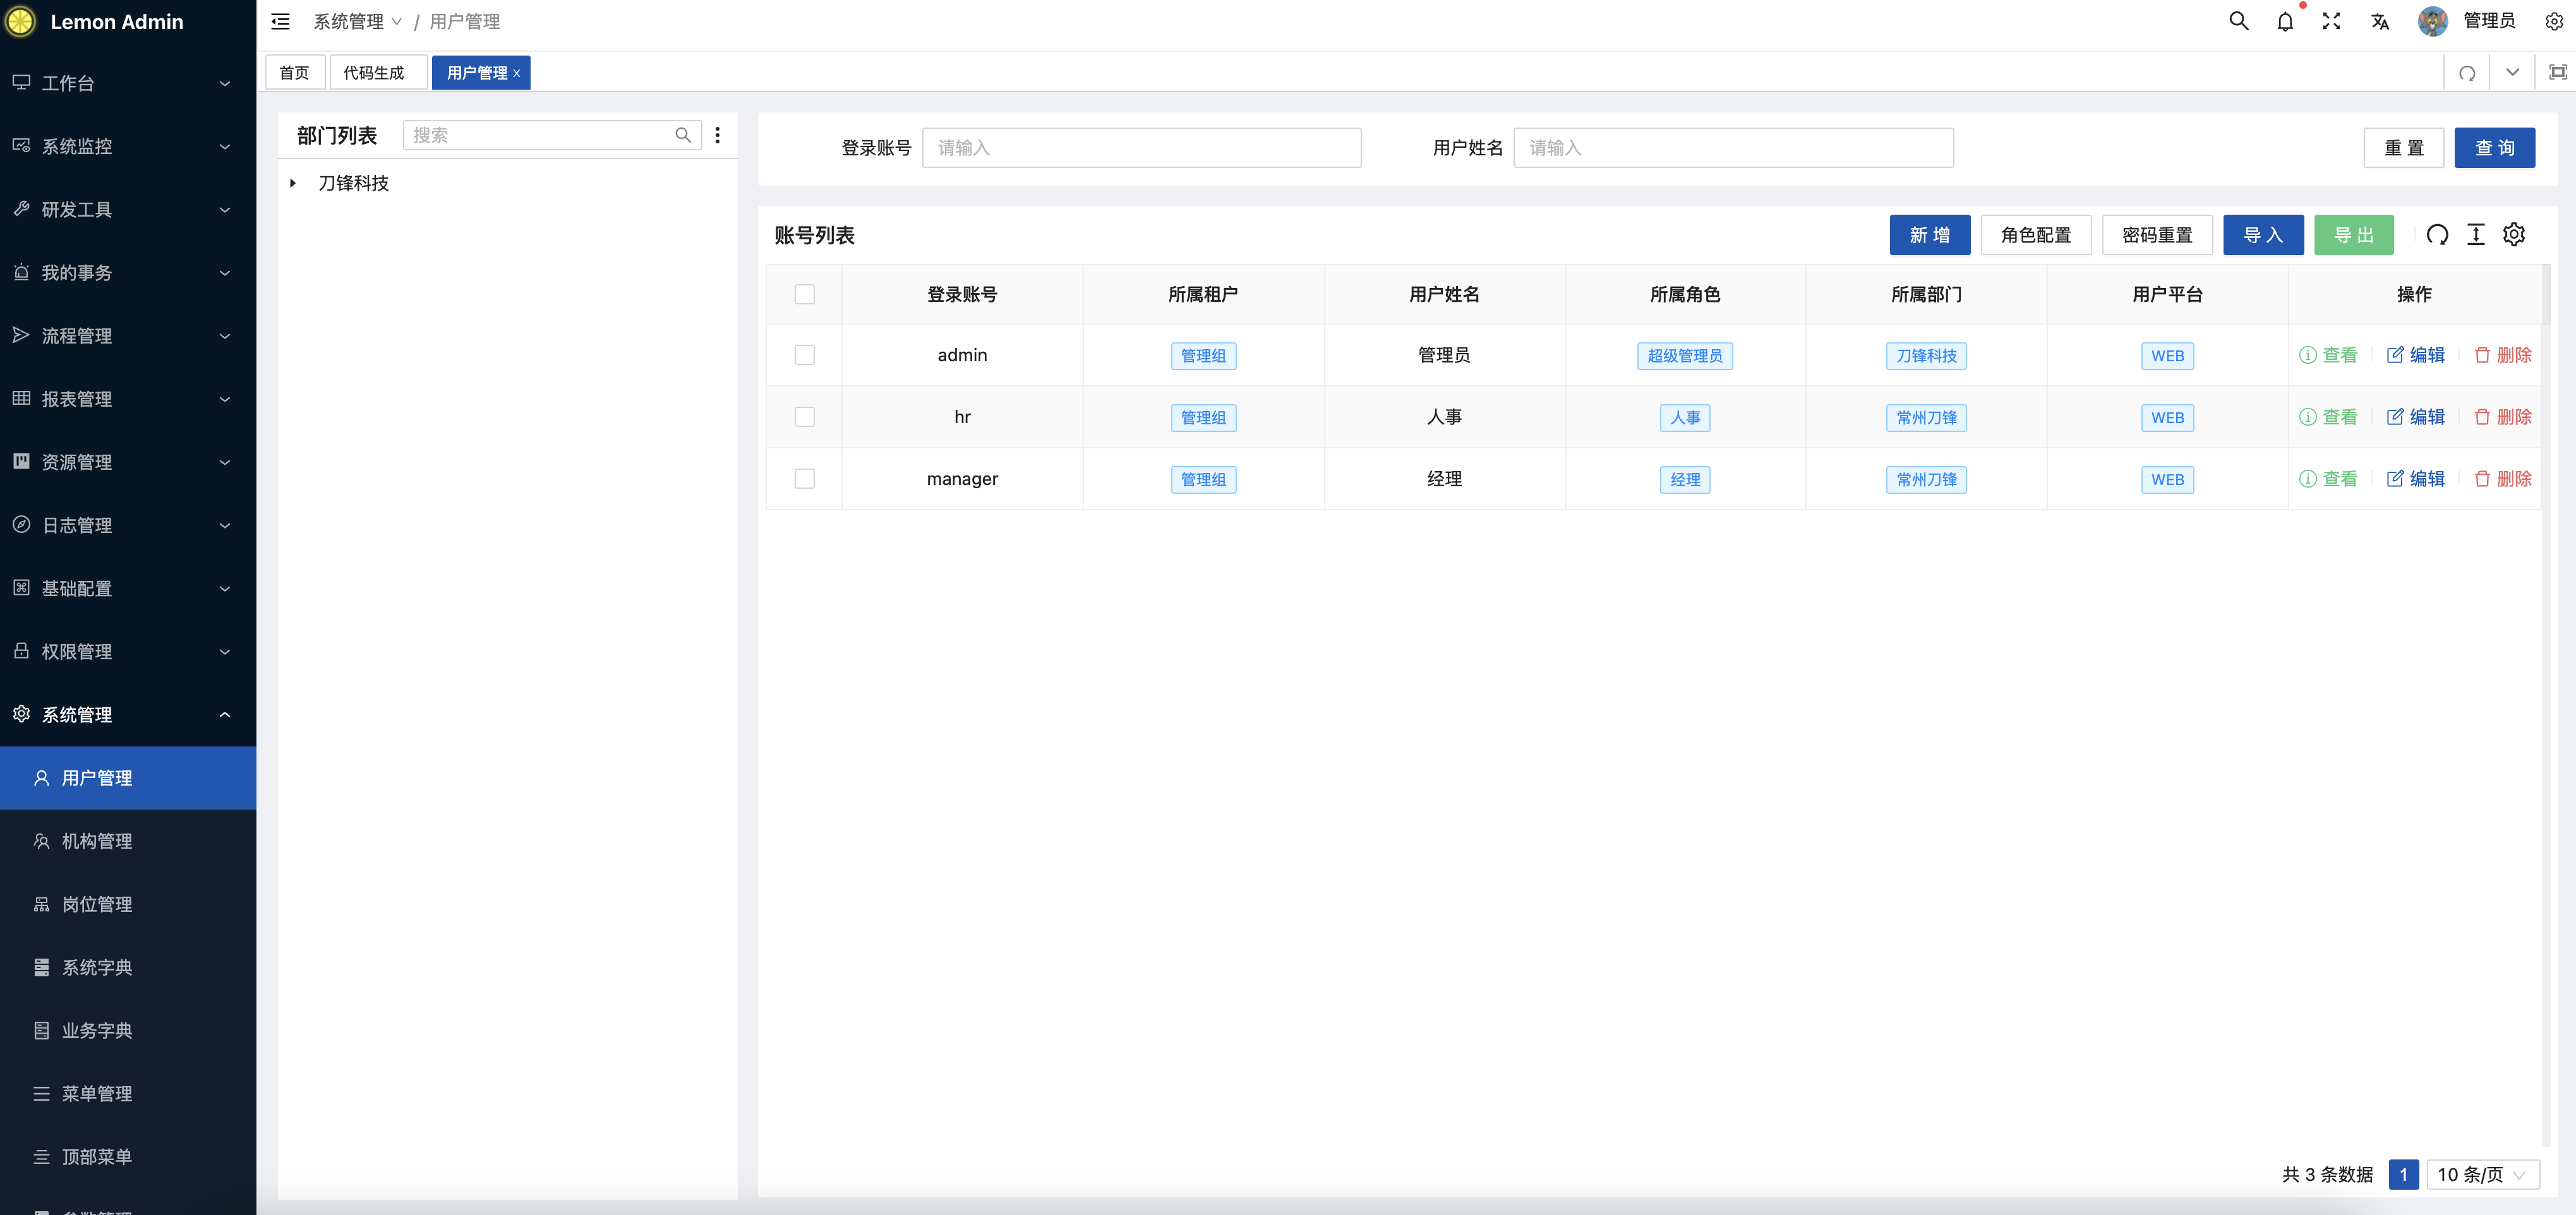 Lemon Admin
系统管理 / 用户管理
管理员
首页
代码生成
用户管理 ×
工作台
系统监控
研发工具
我的事务
流程管理
报表管理
资源管理
日志管理
基础配置
权限管理
系统管理
用户管理
机构管理
岗位管理
系统字典
业务字典
菜单管理
顶部菜单
部门列表 搜索
刀锋科技
登录账号 请输入 用户姓名 请输入 重 置 查 询
账号列表 新 增 角色配置 密码重置 导 入 导 出
登录账号 所属租户 用户姓名 所属角色 所属部门 用户平台 操作
admin 管理组 管理员 超级管理员 刀锋科技 WEB 查看 编辑 删除
hr 管理组 人事 人事 常州刀锋 WEB 查看 编辑 删除
manager 管理组 经理 经理 常州刀锋 WEB 查看 编辑 删除
共 3 条数据 1 10 条/页